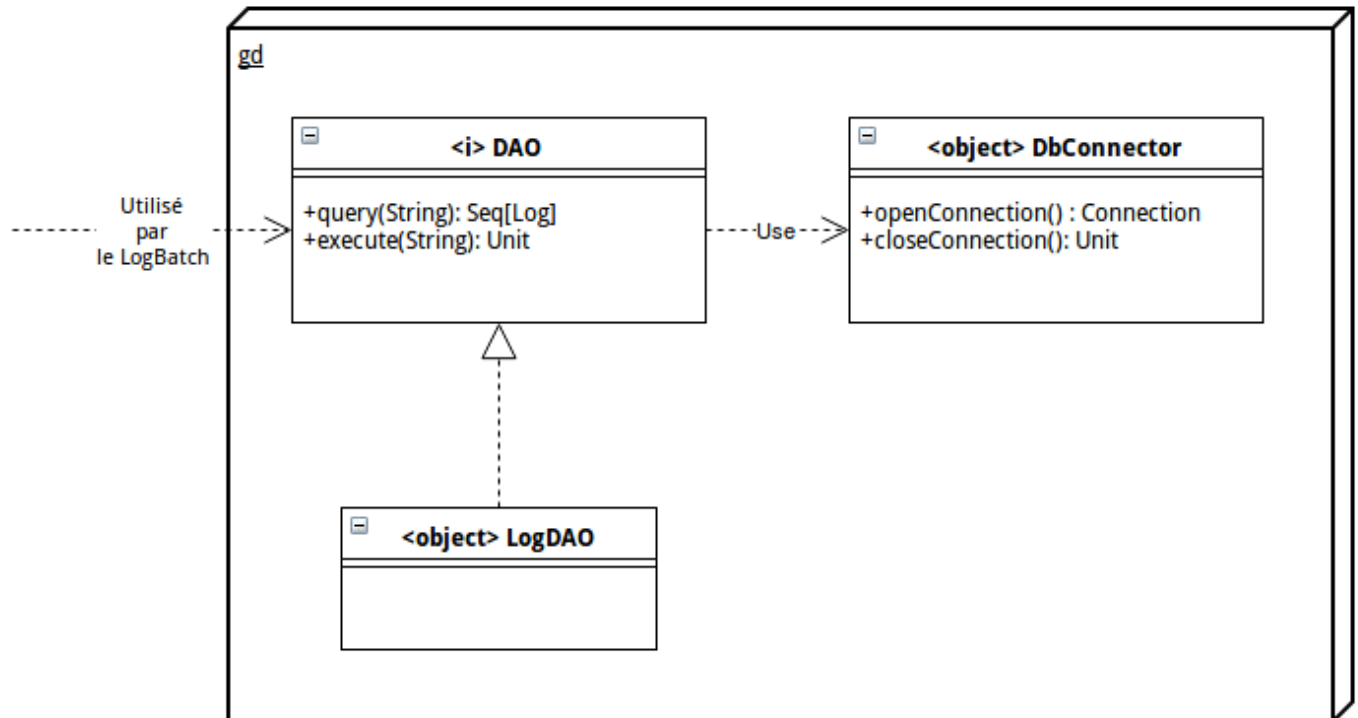 gd
<i> DAO
+query(String): Seq[Log]
+execute(String): Unit
<object> DbConnector
+openConnection() : Connection
+closeConnection(): Unit
Utilisé
par
le LogBatch
Use
<object> LogDAO